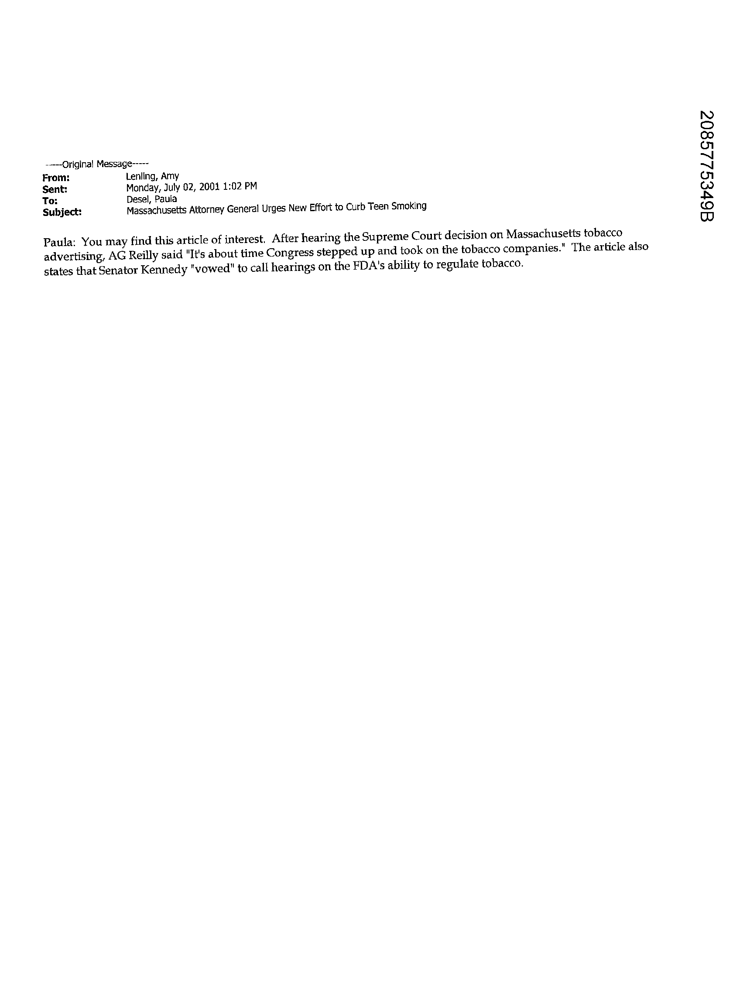 -----Original Message-----
From: Lenling, Amy
Sent: Monday, July 02, 2001 1:02 PM
To: Desel, Paula
Subject: Massachusetts Attorney General Urges New Effort to Curb Teen Smoking
Paula: You may find this article of interest. After hearing the Supreme Court decision on Massachusetts tobacco
advertising, AG Reilly said "It's about time Congress stepped up and took on the tobacco companies." The article also
states that Senator Kennedy "vowed" to call hearings on the FDA's ability to regulate tobacco.
2085775349B